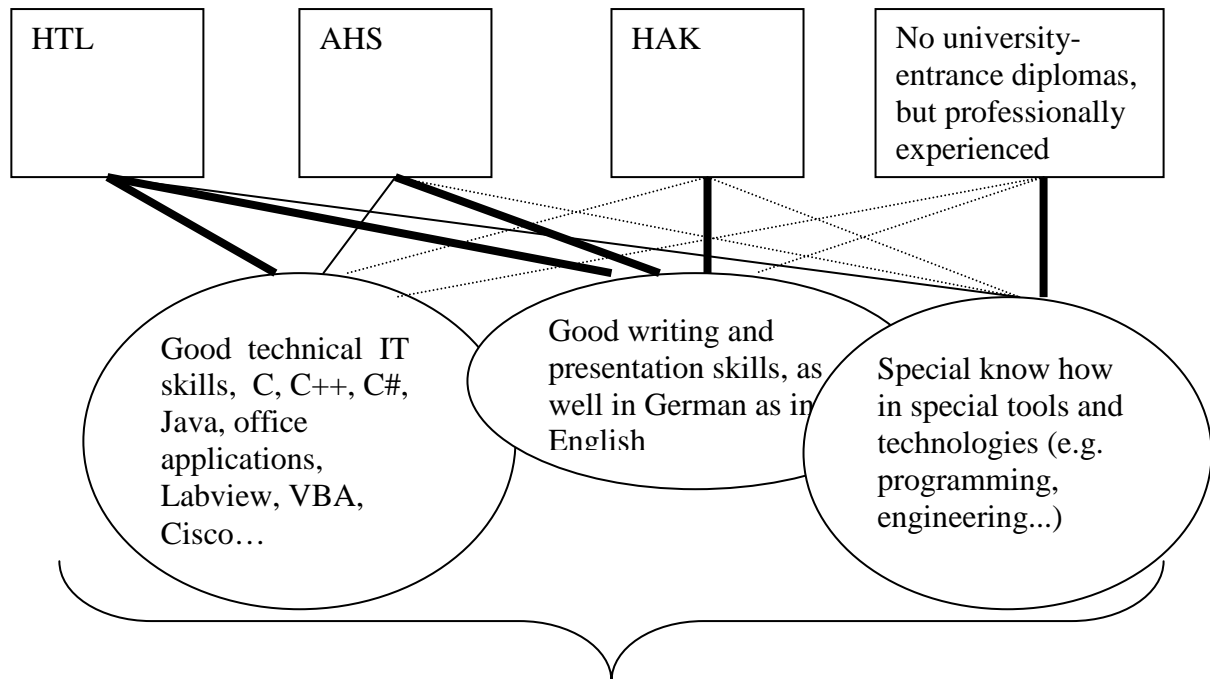 HTL
AHS
HAK
No university-
entrance diplomas,
but professionally
experienced
Good technical IT
skills, C, C++, C#,
Java, office
applications,
Labview, VBA,
Cisco…
Good writing and
presentation skills, as
well in German as in
English
Special know how
in special tools and
technologies (e.g.
programming,
engineering...)